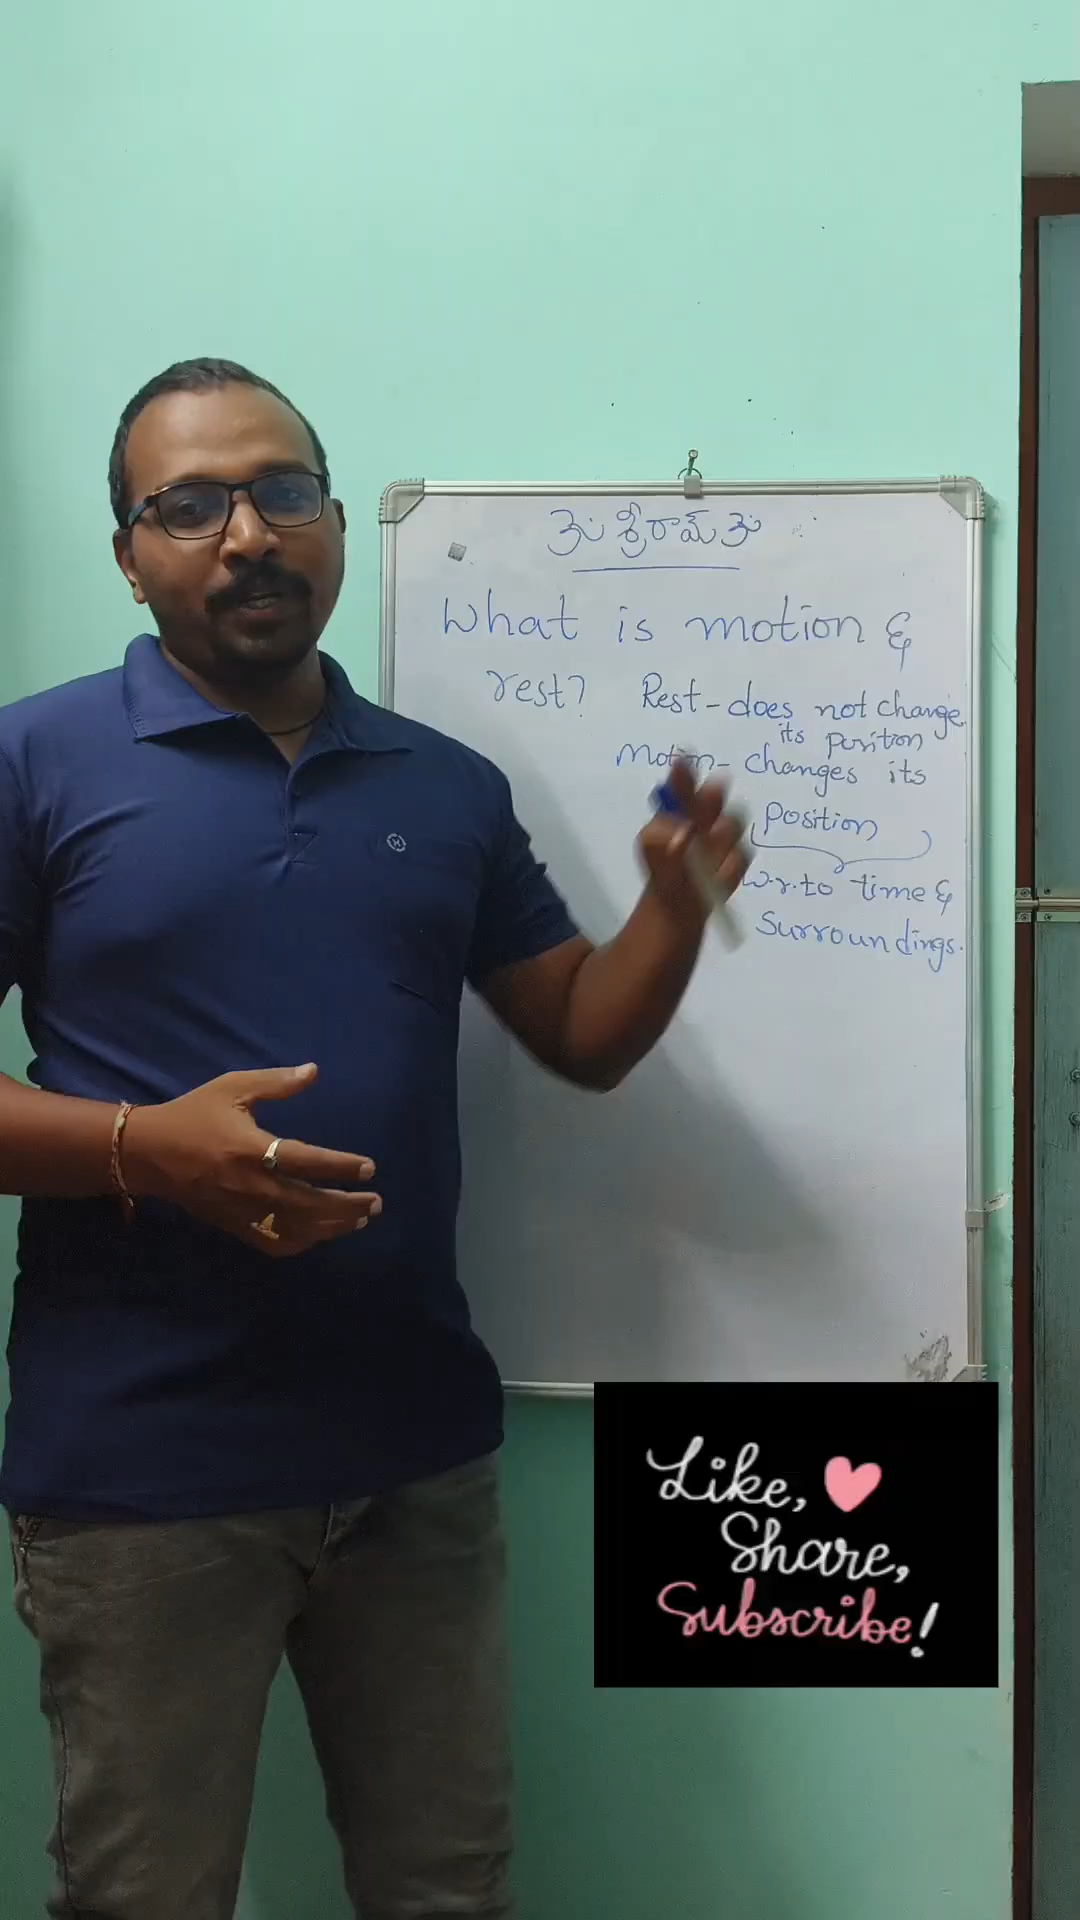 ఓం శ్రీరామ్ ఓం
What is motion &
rest? Rest - does not change
its position
Motion - changes its
position
w.r.to time &
surroundings.
Like,
Share,
Subscribe!